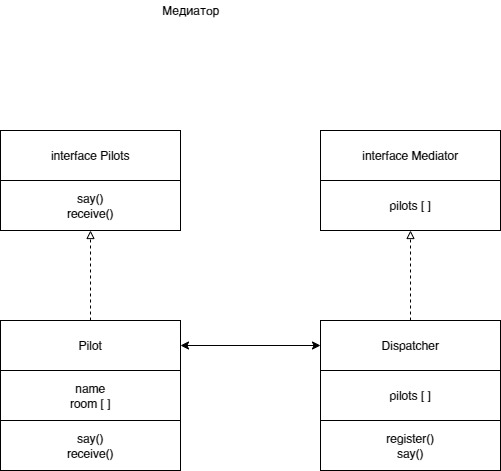 Медиатор
interface Pilots
say()
receive()
interface Mediator
pilots [ ]
Pilot
name
room [ ]
say()
receive()
Dispatcher
pilots [ ]
register()
say()